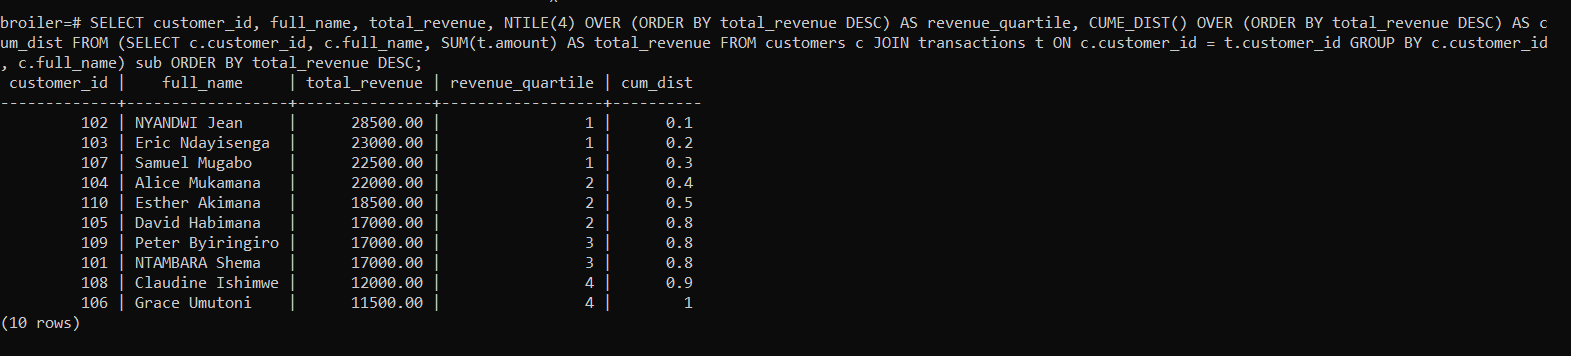 broiler=# SELECT customer_id, full_name, total_revenue, NTILE(4) OVER (ORDER BY total_revenue DESC) AS revenue_quartile, CUME_DIST() OVER (ORDER BY total_revenue DESC) AS c
um_dist FROM (SELECT c.customer_id, c.full_name, SUM(t.amount) AS total_revenue FROM customers c JOIN transactions t ON c.customer_id = t.customer_id GROUP BY c.customer_id
, c.full_name) sub ORDER BY total_revenue DESC;
 customer_id |    full_name     | total_revenue | revenue_quartile | cum_dist
-------------+------------------+---------------+------------------+----------
         102 | NYANDWI Jean     |      28500.00 |                1 |      0.1
         103 | Eric Ndayisenga  |      23000.00 |                1 |      0.2
         107 | Samuel Mugabo    |      22500.00 |                1 |      0.3
         104 | Alice Mukamana   |      22000.00 |                2 |      0.4
         110 | Esther Akimana   |      18500.00 |                2 |      0.5
         105 | David Habimana   |      17000.00 |                2 |      0.8
         109 | Peter Byiringiro |      17000.00 |                3 |      0.8
         101 | NTAMBARA Shema   |      17000.00 |                3 |      0.8
         108 | Claudine Ishimwe |      12000.00 |                4 |      0.9
         106 | Grace Umutoni    |      11500.00 |                4 |        1
(10 rows)